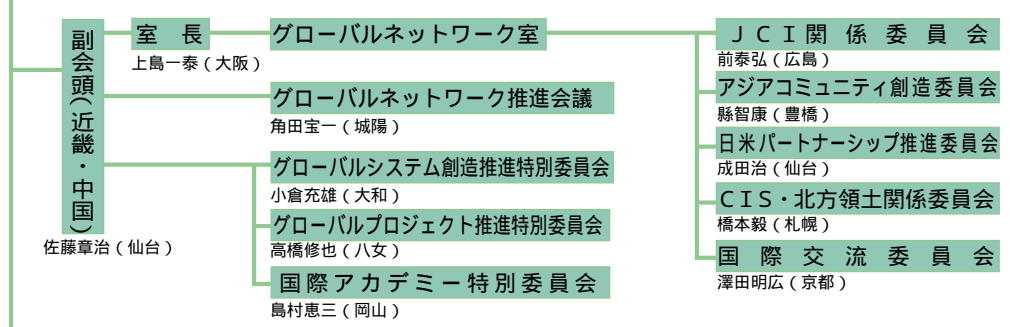 副会頭(近畿・中国)
佐藤章治(仙台)
室長
上島一泰(大阪)
グローバルネットワーク室
グローバルネットワーク推進会議
角田宝一(城陽)
グローバルシステム創造推進特別委員会
小倉充雄(大和)
グローバルプロジェクト推進特別委員会
高橋修也(八女)
国際アカデミー特別委員会
島村恵三(岡山)
JCI関係委員会
前泰弘(広島)
アジアコミュニティ創造委員会
縣智康(豊橋)
日米パートナーシップ推進委員会
成田治(仙台)
CIS・北方領土関係委員会
橋本毅(札幌)
国際交流委員会
澤田明広(京都)